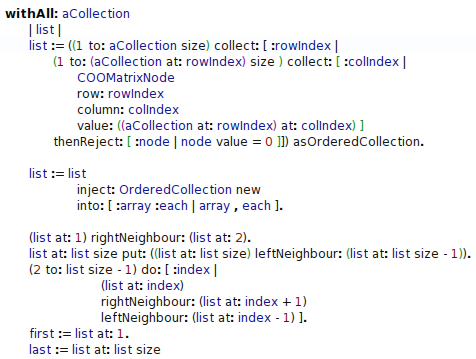 withAll: aCollection
| list |
list := ((1 to: aCollection size) collect: [ :rowIndex |
(1 to: (aCollection at: rowIndex) size ) collect: [ :colIndex |
COOMatrixNode
row: rowIndex
column: colIndex
value: ((aCollection at: rowIndex) at: colIndex) ]
thenReject: [ :node | node value = 0 ]]) asOrderedCollection.
list := list
inject: OrderedCollection new
into: [ :array :each | array , each ].
(list at: 1) rightNeighbour: (list at: 2).
list at: list size put: ((list at: list size) leftNeighbour: (list at: list size - 1)).
(2 to: list size - 1) do: [ :index |
(list at: index)
rightNeighbour: (list at: index + 1)
leftNeighbour: (list at: index - 1) ].
first := list at: 1.
last := list at: list size